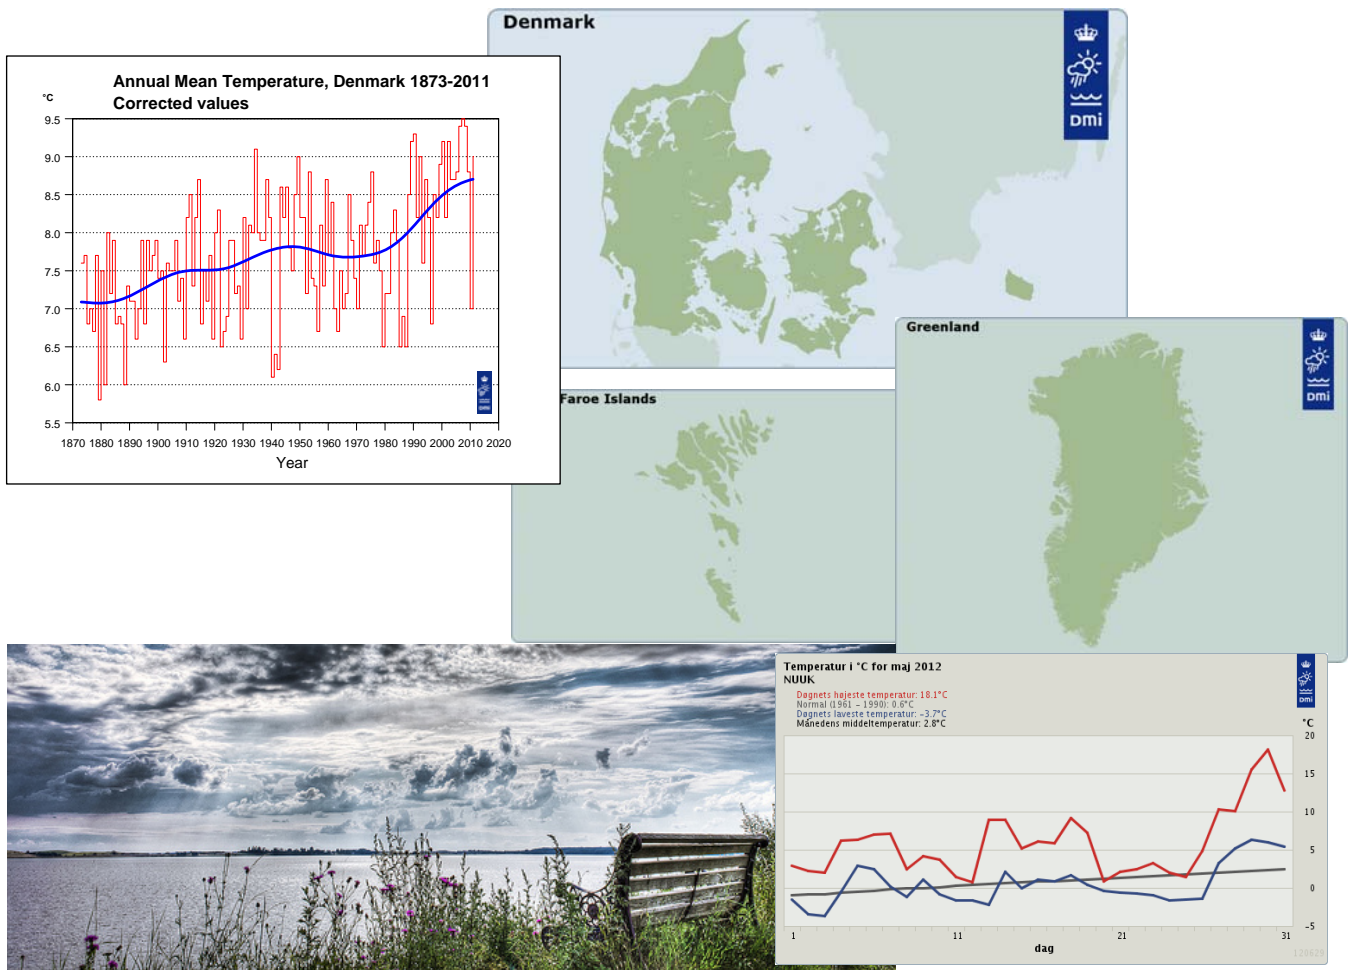 Denmark
DMI
Annual Mean Temperature, Denmark 1873-2011
Corrected values
°C
9.5
9.0
8.5
8.0
7.5
7.0
6.5
6.0
5.5
1870 1880 1890 1900 1910 1920 1930 1940 1950 1960 1970 1980 1990 2000 2010 2020
Year
Greenland
DMI
Faroe Islands
Temperatur i °C for maj 2012
NUUK
Døgnets højeste temperatur: 18.1°C
Normal (1961 - 1990): 0.6°C
Døgnets laveste temperatur: -3.7°C
Månedens middeltemperatur: 2.8°C
DMI
°C
20
15
10
5
0
-5
1 11 21 31
dag
120629